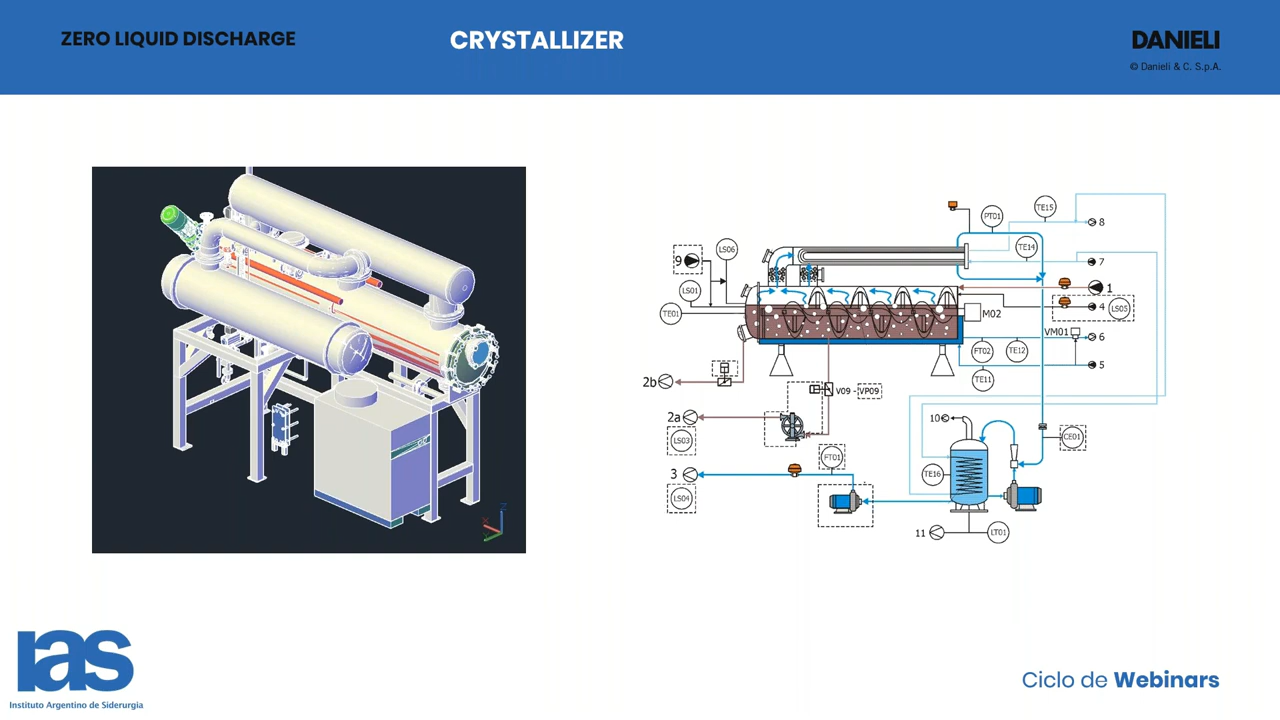 ZERO LIQUID DISCHARGE
CRYSTALLIZER
DANIELI
© Danieli & C. S.p.A.
PT01
TE15
8
TE14
7
9
LS06
LS01
TE01
1
4
LS05
M02
VM01
6
FT02
TE12
5
TE11
2b
V09 - VP09
2a
LS03
10
CE01
FT01
3
TE16
LS04
11
LT01
X
Z
ias
Instituto Argentino de Siderurgia
Ciclo de Webinars